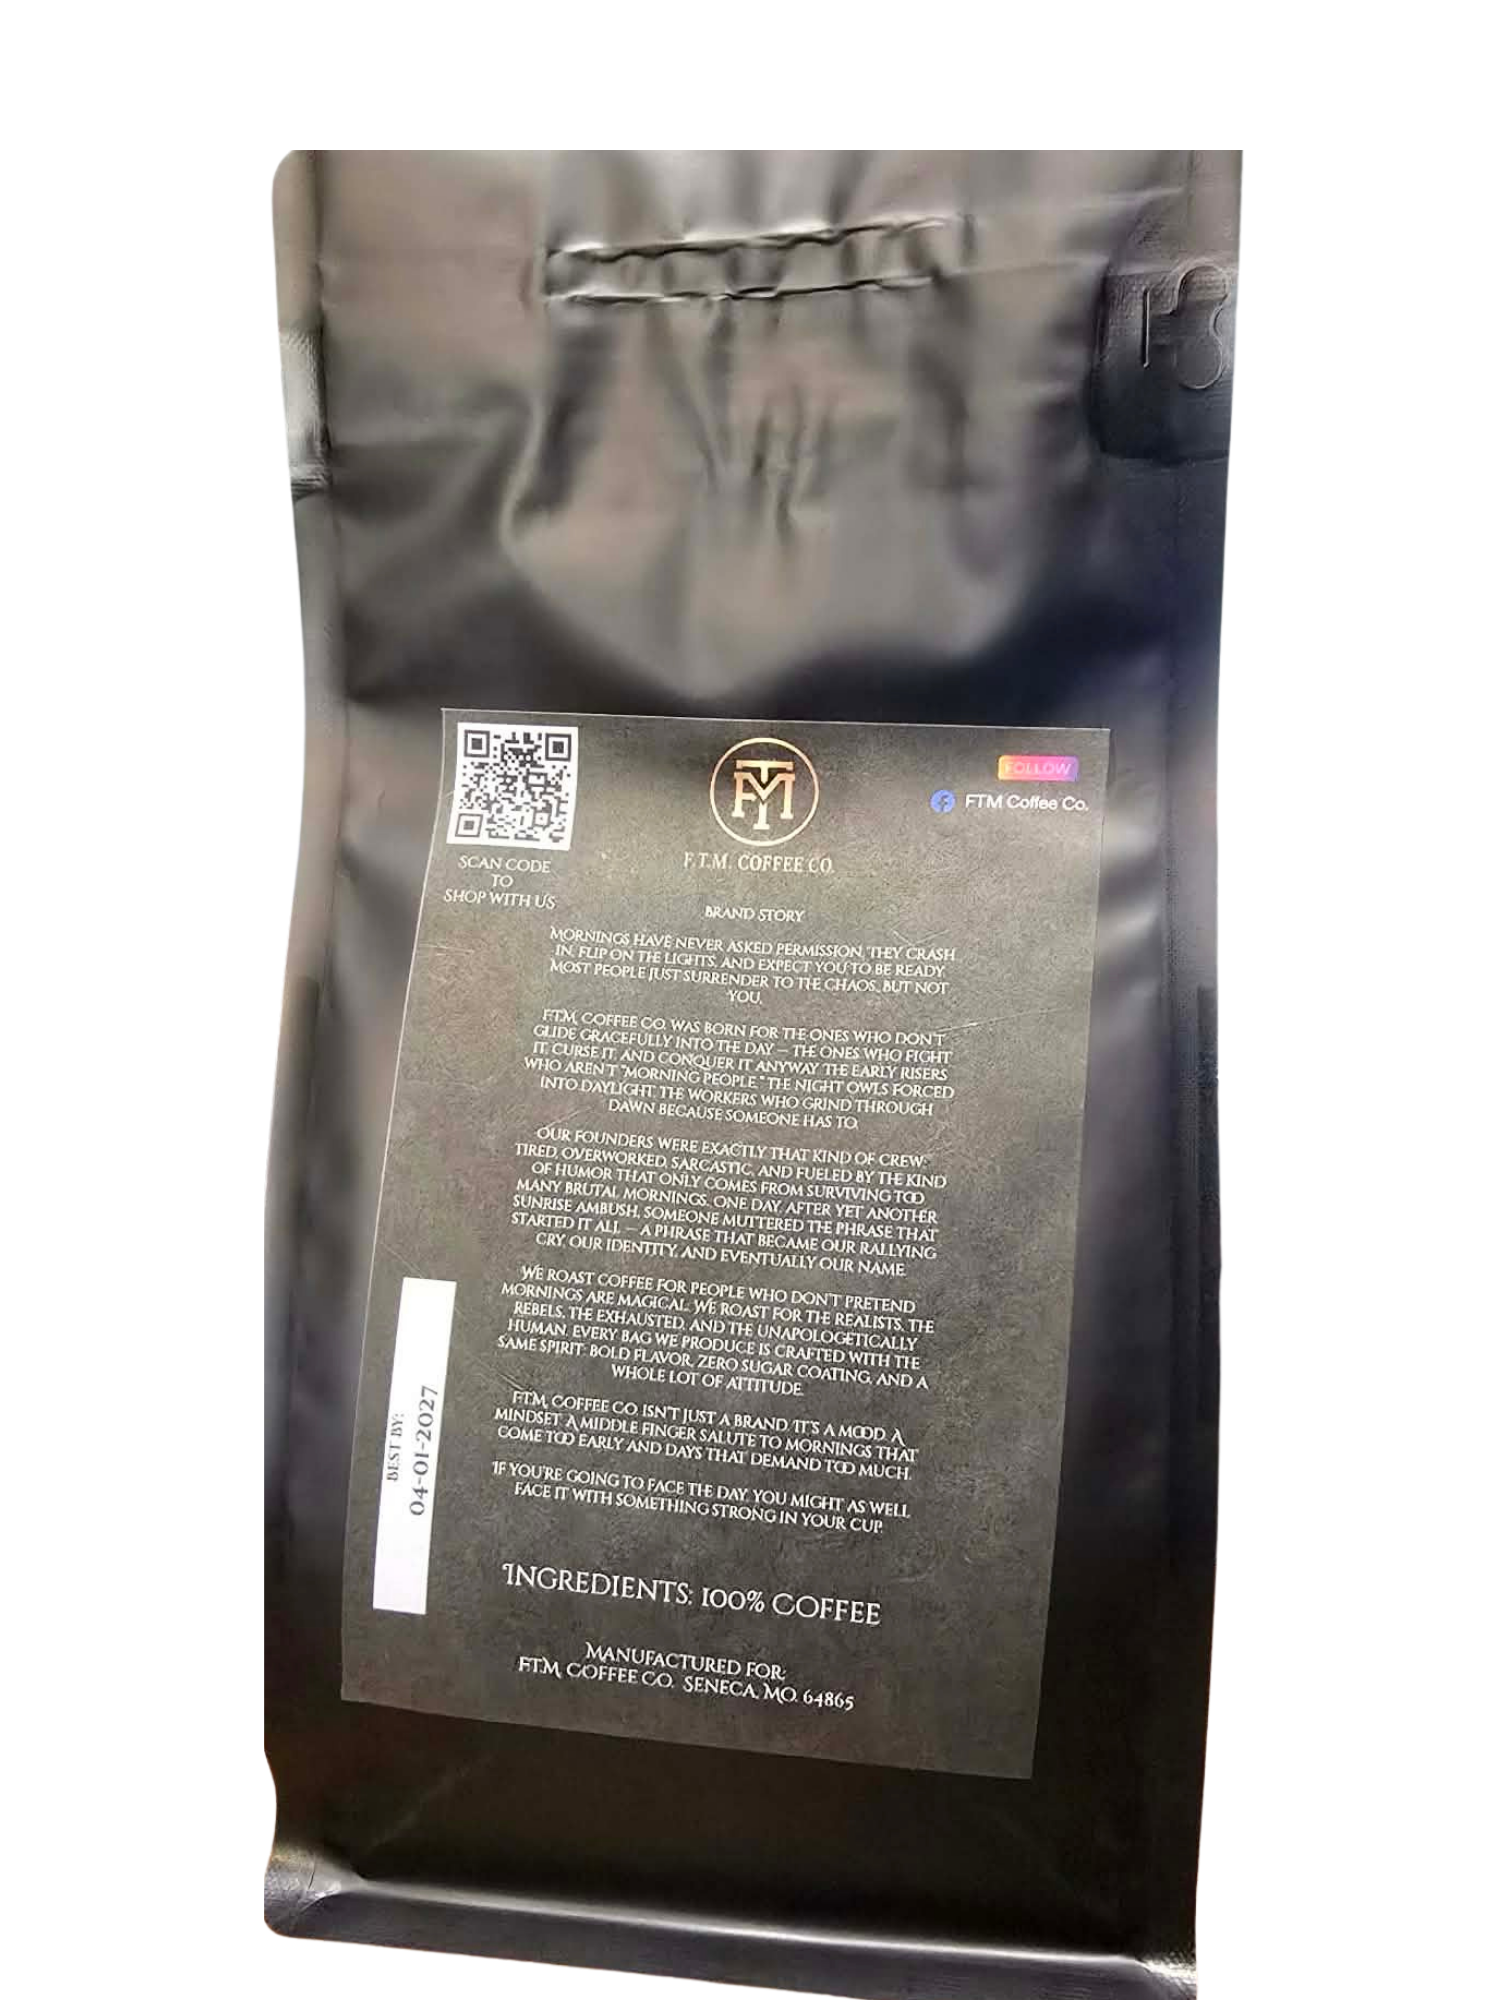 FTM
F.T.M. COFFEE CO.
FOLLOW
FTM Coffee Co.
SCAN CODE
TO
SHOP WITH US
BRAND STORY
MORNINGS HAVE NEVER ASKED PERMISSION. THEY CRASH
IN, FLIP ON THE LIGHTS, AND EXPECT YOU TO BE READY.
MOST PEOPLE JUST SURRENDER TO THE CHAOS. BUT NOT
YOU.
F.T.M. COFFEE CO. WAS BORN FOR THE ONES WHO DON'T
GLIDE GRACEFULLY INTO THE DAY — THE ONES WHO FIGHT
IT, CURSE IT, AND CONQUER IT ANYWAY. THE EARLY RISERS
WHO AREN'T "MORNING PEOPLE." THE NIGHT OWLS FORCED
INTO DAYLIGHT. THE WORKERS WHO GRIND THROUGH
DAWN BECAUSE SOMEONE HAS TO.
OUR FOUNDERS WERE EXACTLY THAT KIND OF CREW:
TIRED, OVERWORKED, SARCASTIC, AND FUELED BY THE KIND
OF HUMOR THAT ONLY COMES FROM SURVIVING TOO
MANY BRUTAL MORNINGS. ONE DAY, AFTER YET ANOTHER
SUNRISE AMBUSH, SOMEONE MUTTERED THE PHRASE THAT
STARTED IT ALL — A PHRASE THAT BECAME OUR RALLYING
CRY, OUR IDENTITY, AND EVENTUALLY OUR NAME.
WE ROAST COFFEE FOR PEOPLE WHO DON'T PRETEND
MORNINGS ARE MAGICAL. WE ROAST FOR THE REALISTS, THE
REBELS, THE EXHAUSTED, AND THE UNAPOLOGETICALLY
HUMAN. EVERY BAG WE PRODUCE IS CRAFTED WITH THE
SAME SPIRIT: BOLD FLAVOR, ZERO SUGAR COATING, AND A
WHOLE LOT OF ATTITUDE.
F.T.M. COFFEE CO. ISN'T JUST A BRAND. IT'S A MOOD. A
MINDSET. A MIDDLE FINGER SALUTE TO MORNINGS THAT
COME TOO EARLY AND DAYS THAT DEMAND TOO MUCH.
IF YOU'RE GOING TO FACE THE DAY, YOU MIGHT AS WELL
FACE IT WITH SOMETHING STRONG IN YOUR CUP.
BEST BY:
04-01-2027
INGREDIENTS: 100% COFFEE
MANUFACTURED FOR:
F.T.M. COFFEE CO. SENECA, MO. 64865